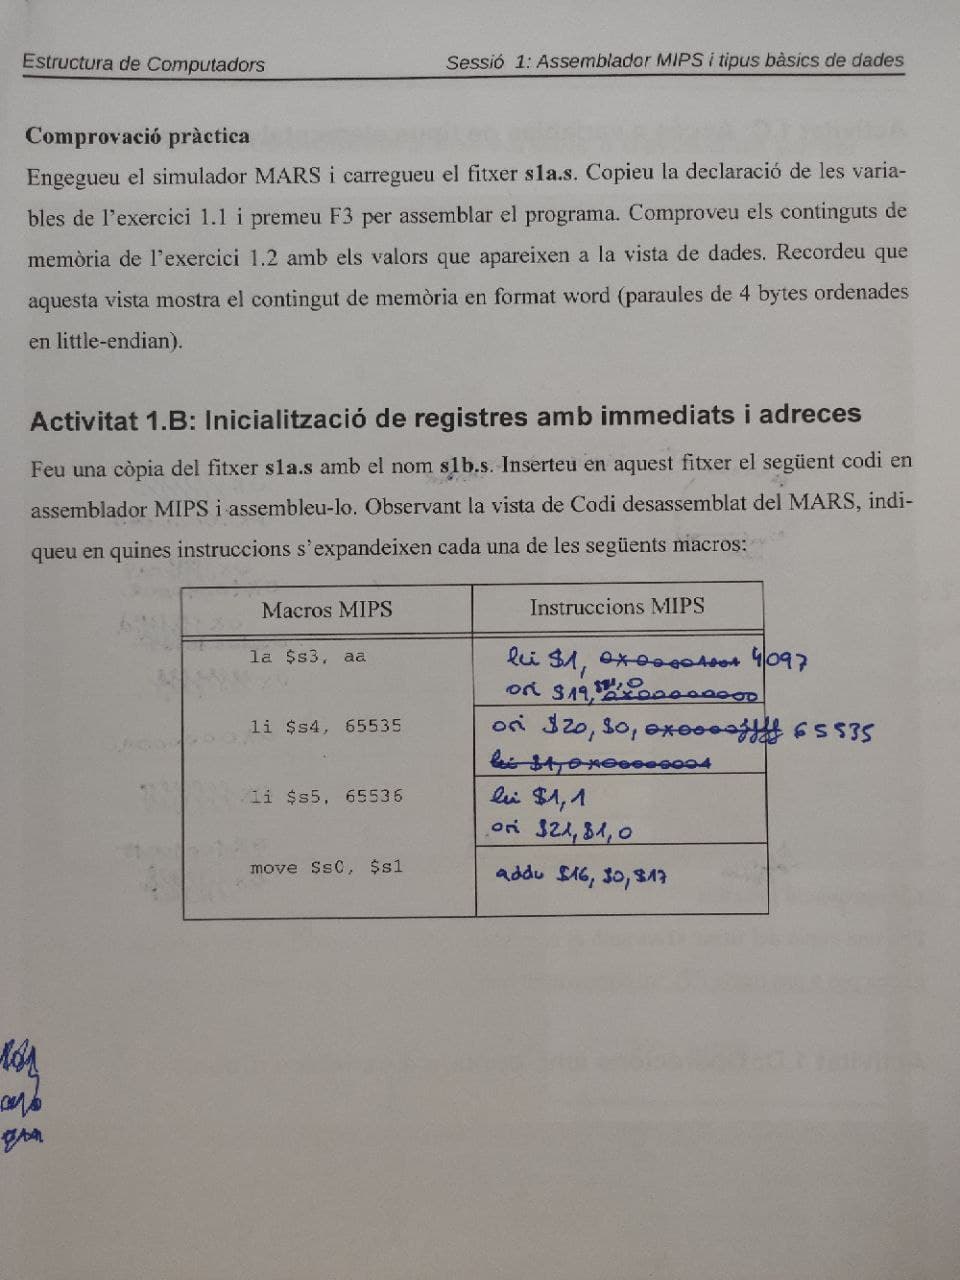 Estructura de Computadors
Sessió 1: Assemblador MIPS i tipus bàsics de dades
Comprovació pràctica
Engegueu el simulador MARS i carregueu el fitxer s1a.s. Copieu la declaració de les varia-
bles de l'exercici 1.1 i premeu F3 per assemblar el programa. Comproveu els continguts de
memòria de l'exercici 1.2 amb els valors que apareixen a la vista de dades. Recordeu que
aquesta vista mostra el contingut de memòria en format word (paraules de 4 bytes ordenades
en little-endian).
Activitat 1.B: Inicialització de registres amb immediats i adreces
Feu una còpia del fitxer s1a.s amb el nom s1b.s. Inserteu en aquest fitxer el següent codi en
assemblador MIPS i assembleu-lo. Observant la vista de Codi desassemblat del MARS, indi-
queu en quines instruccions s'expandeixen cada una de les següents macros:
Macros MIPS
Instruccions MIPS
la $s3, aa
lui $1, 0x00001001 4097
ori $19, $1, 0 0x00000000
li $s4, 65535
ori $20, $0, 0x0000ffff 65535
lui $1, 0x00000001
li $s5, 65536
lui $1, 1
ori $21, $1, 0
move $s0, $s1
addu $16, $0, $17